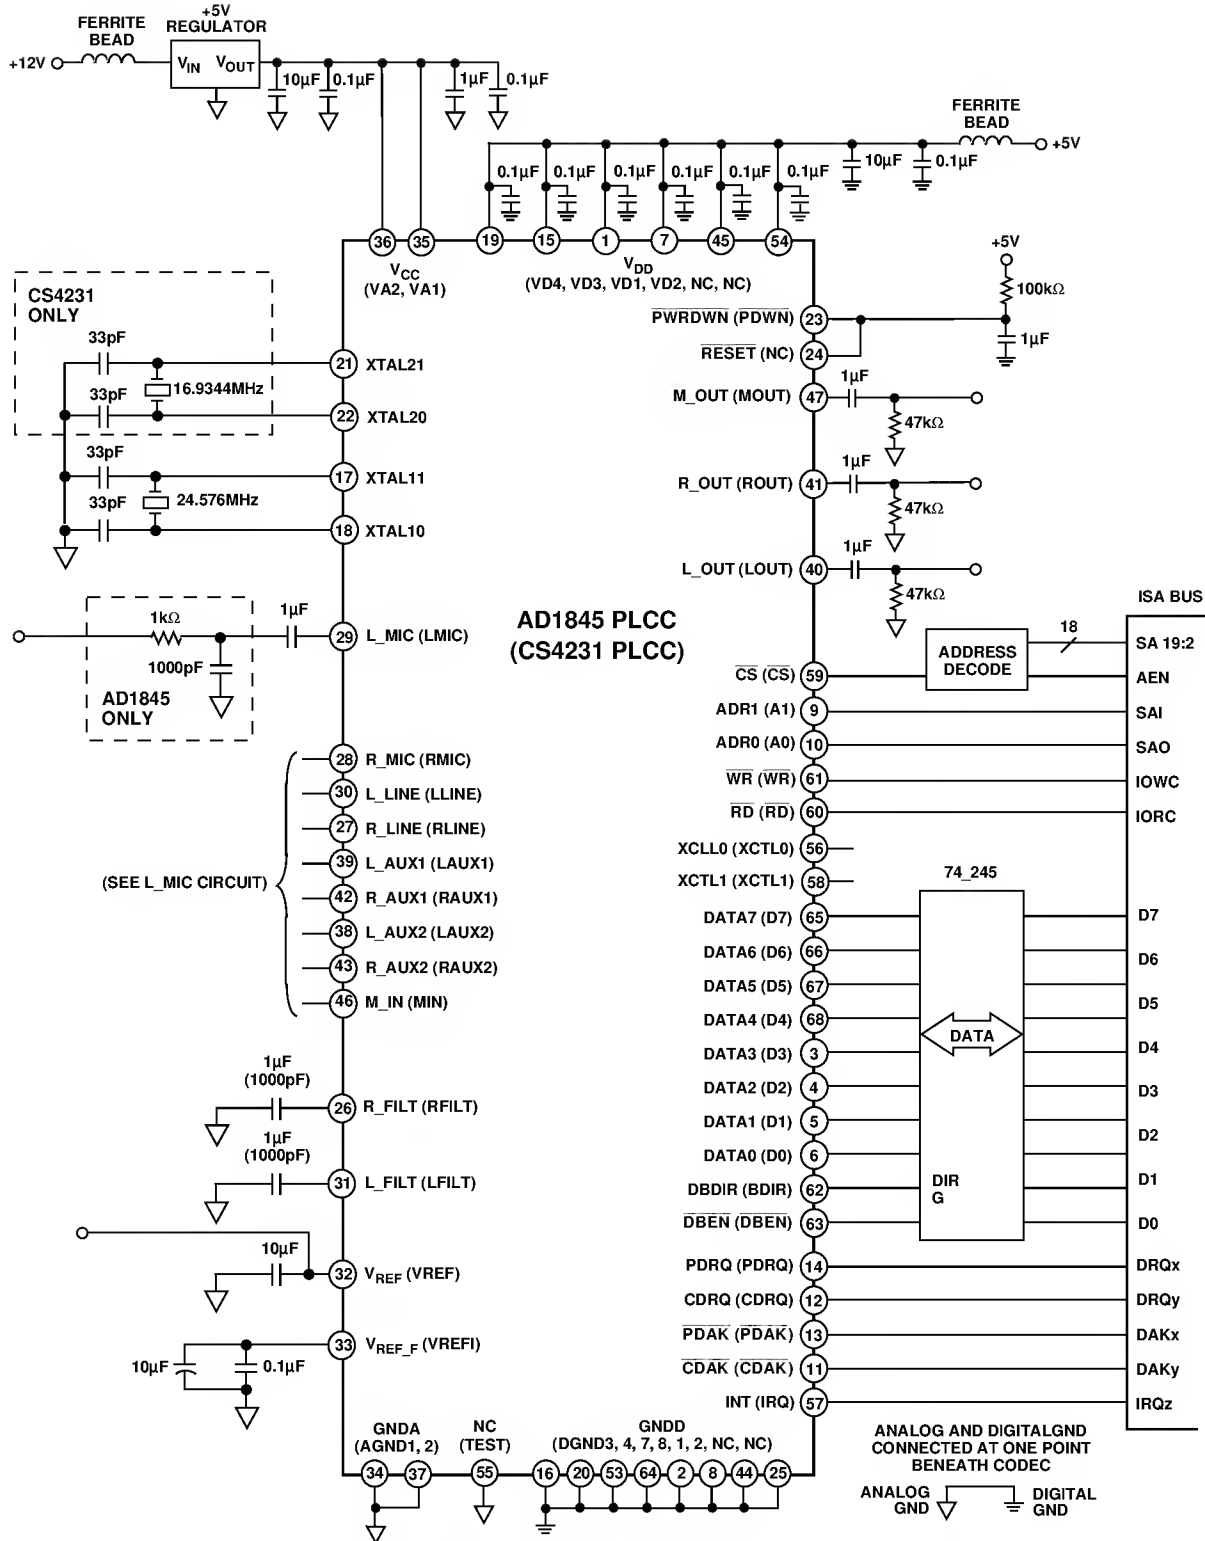 FERRITE
BEAD
+5V
REGULATOR
+12V
VIN VOUT
10µF 0.1µF
1µF 0.1µF
FERRITE
BEAD
+5V
0.1µF 0.1µF 0.1µF 0.1µF 0.1µF 0.1µF
10µF 0.1µF
36 35 19 15 1 7 45 54
VCC
(VA2, VA1)
VDD
(VD4, VD3, VD1, VD2, NC, NC)
+5V
100kΩ
1µF
PWRDWN (PDWN) 23
RESET (NC) 24
CS4231
ONLY
33pF
21 XTAL21
16.9344MHz
33pF
22 XTAL20
33pF
17 XTAL11
24.576MHz
33pF
18 XTAL10
M_OUT (MOUT) 47
1µF
47kΩ
R_OUT (ROUT) 41
1µF
47kΩ
L_OUT (LOUT) 40
1µF
47kΩ
1kΩ
1µF
1000pF
29 L_MIC (LMIC)
AD1845
ONLY
AD1845 PLCC
(CS4231 PLCC)
ISA BUS
18
ADDRESS
DECODE
SA 19:2
AEN
CS (CS) 59
ADR1 (A1) 9 SAI
ADR0 (A0) 10 SAO
WR (WR) 61 IOWC
RD (RD) 60 IORC
XCLL0 (XCTL0) 56
XCTL1 (XCTL1) 58
(SEE L_MIC CIRCUIT)
28 R_MIC (RMIC)
30 L_LINE (LLINE)
27 R_LINE (RLINE)
39 L_AUX1 (LAUX1)
42 R_AUX1 (RAUX1)
38 L_AUX2 (LAUX2)
43 R_AUX2 (RAUX2)
46 M_IN (MIN)
74_245
DATA7 (D7) 65 D7
DATA6 (D6) 66 D6
DATA5 (D5) 67 D5
DATA4 (D4) 68 D4
DATA
DATA3 (D3) 3 D3
DATA2 (D2) 4 D2
DATA1 (D1) 5 D1
DATA0 (D0) 6 D0
DBDIR (BDIR) 62 DIR
DBEN (DBEN) 63 G
PDRQ (PDRQ) 14 DRQx
CDRQ (CDRQ) 12 DRQy
PDAK (PDAK) 13 DAKx
CDAK (CDAK) 11 DAKy
INT (IRQ) 57 IRQz
1µF
(1000pF)
26 R_FILT (RFILT)
1µF
(1000pF)
31 L_FILT (LFILT)
10µF
32 VREF (VREF)
33 VREF_F (VREFI)
10µF 0.1µF
GNDA
(AGND1, 2)
NC
(TEST)
GNDD
(DGND3, 4, 7, 8, 1, 2, NC, NC)
34 37 55 16 20 53 64 2 8 44 25
ANALOG AND DIGITALGND
CONNECTED AT ONE POINT
BENEATH CODEC
ANALOG
GND
DIGITAL
GND